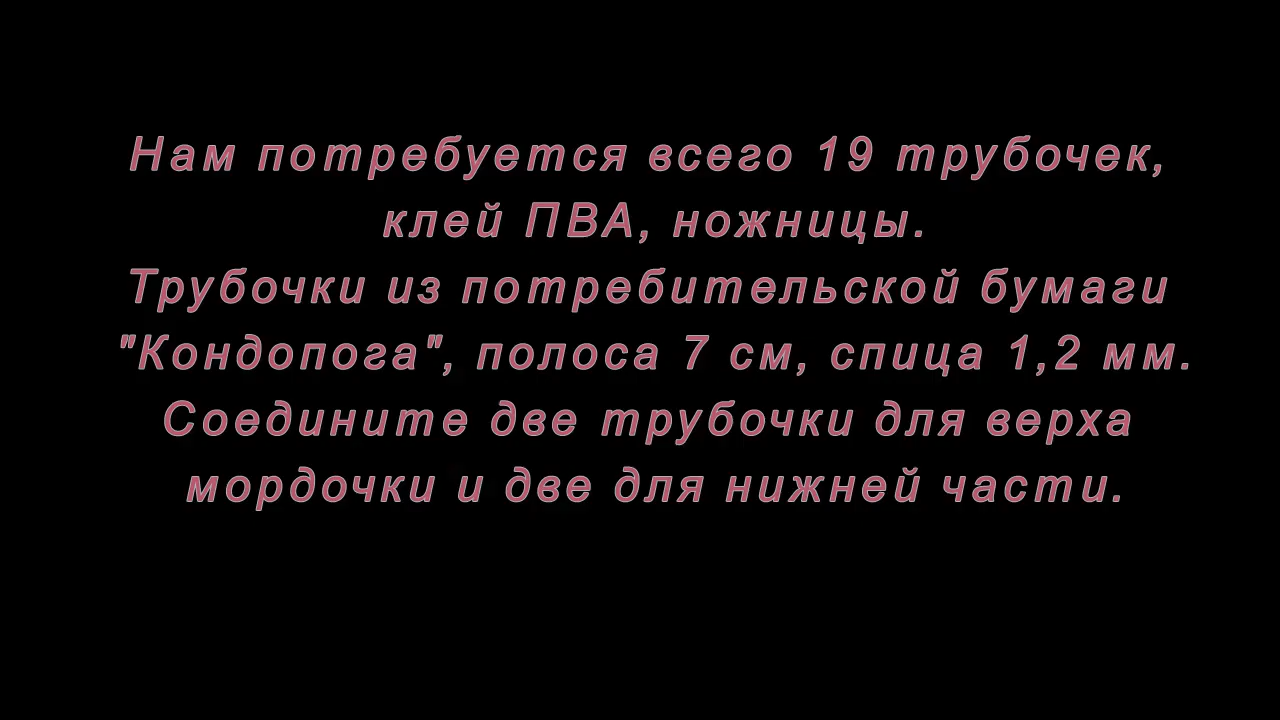 Нам потребуется всего 19 трубочек,
клей ПВА, ножницы.
Трубочки из потребительской бумаги
"Кондопога", полоса 7 см, спица 1,2 мм.
Соедините две трубочки для верха
мордочки и две для нижней части.